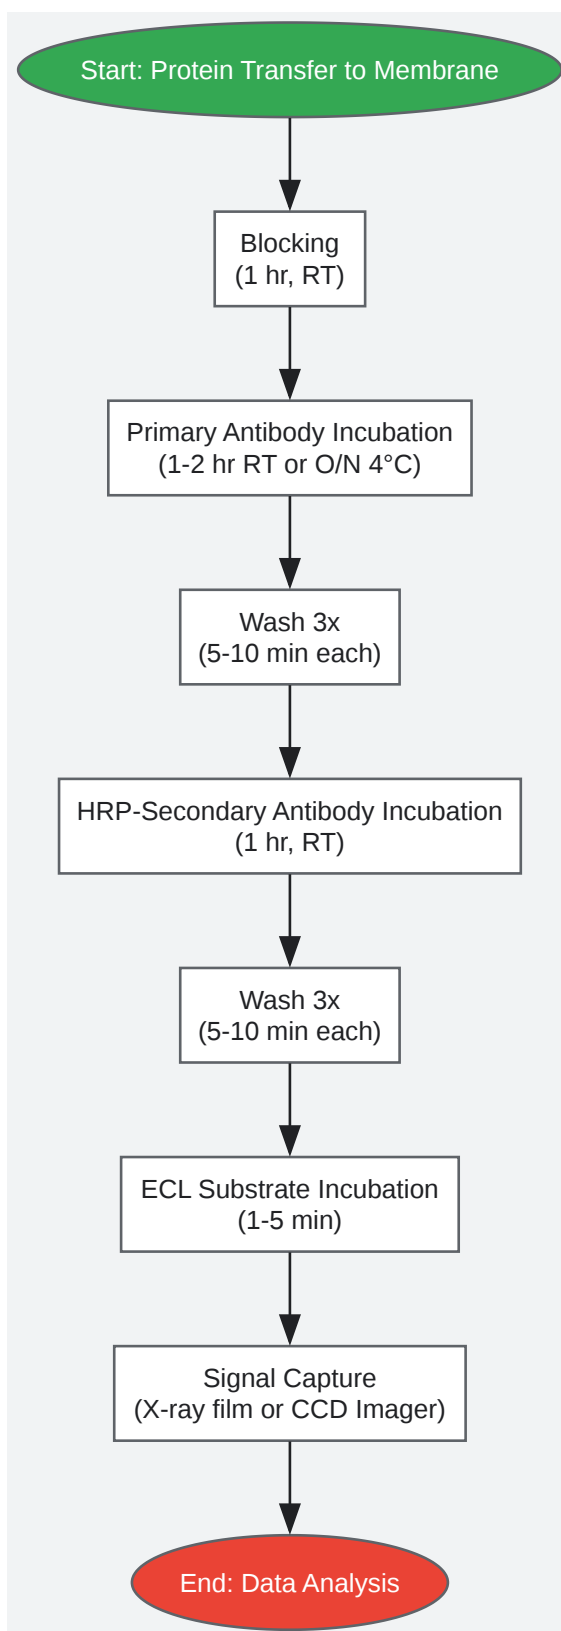 Start: Protein Transfer to Membrane
Blocking
(1 hr, RT)
Primary Antibody Incubation
(1-2 hr RT or O/N 4°C)
Wash 3x
(5-10 min each)
HRP-Secondary Antibody Incubation
(1 hr, RT)
Wash 3x
(5-10 min each)
ECL Substrate Incubation
(1-5 min)
Signal Capture
(X-ray film or CCD Imager)
End: Data Analysis